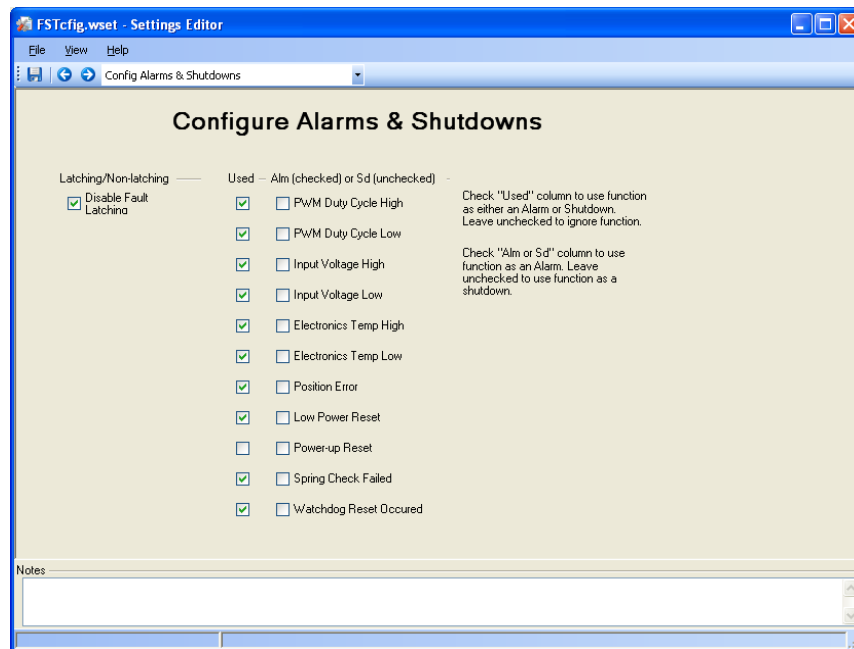 FSTcfig.wset - Settings Editor
File View Help
Config Alarms & Shutdowns
Configure Alarms & Shutdowns
Latching/Non-latching
Disable Fault
Latching
Used Alm (checked) or Sd (unchecked)
PWM Duty Cycle High
PWM Duty Cycle Low
Input Voltage High
Input Voltage Low
Electronics Temp High
Electronics Temp Low
Position Error
Low Power Reset
Power-up Reset
Spring Check Failed
Watchdog Reset Occured
Check "Used" column to use function
as either an Alarm or Shutdown.
Leave unchecked to ignore function.
Check "Alm or Sd" column to use
function as an Alarm. Leave
unchecked to use function as a
shutdown.
Notes